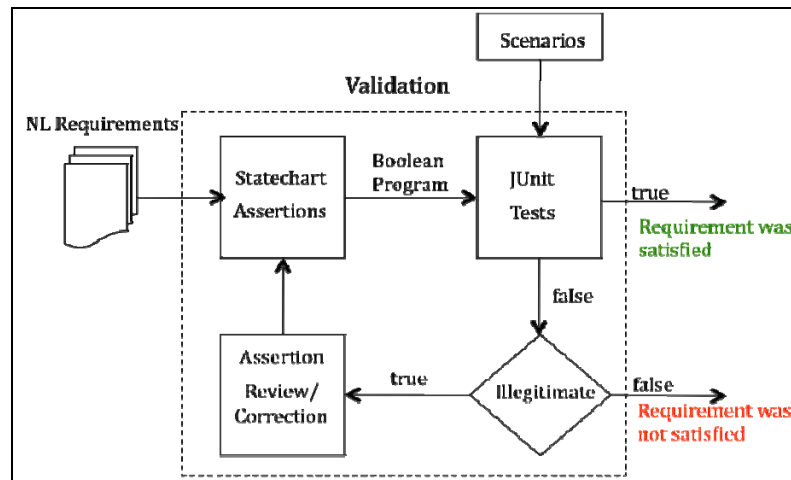 Scenarios
Validation
NL Requirements
Statechart
Assertions
Boolean
Program
JUnit
Tests
true
Requirement was
satisfied
false
Assertion
Review/
Correction
true
Illegitimate
false
Requirement was
not satisfied